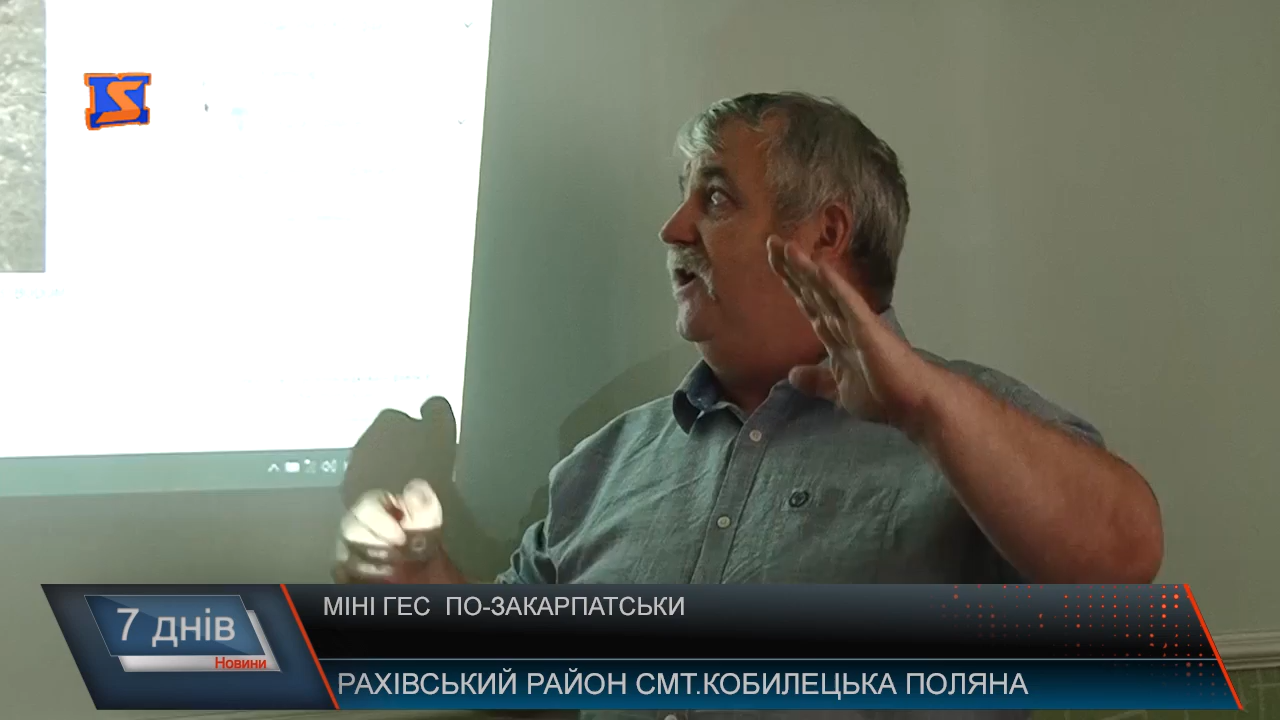 S
МІНІ ГЕС ПО-ЗАКАРПАТСЬКИ
7 днів
Новини
РАХІВСЬКИЙ РАЙОН СМТ.КОБИЛЕЦЬКА ПОЛЯНА